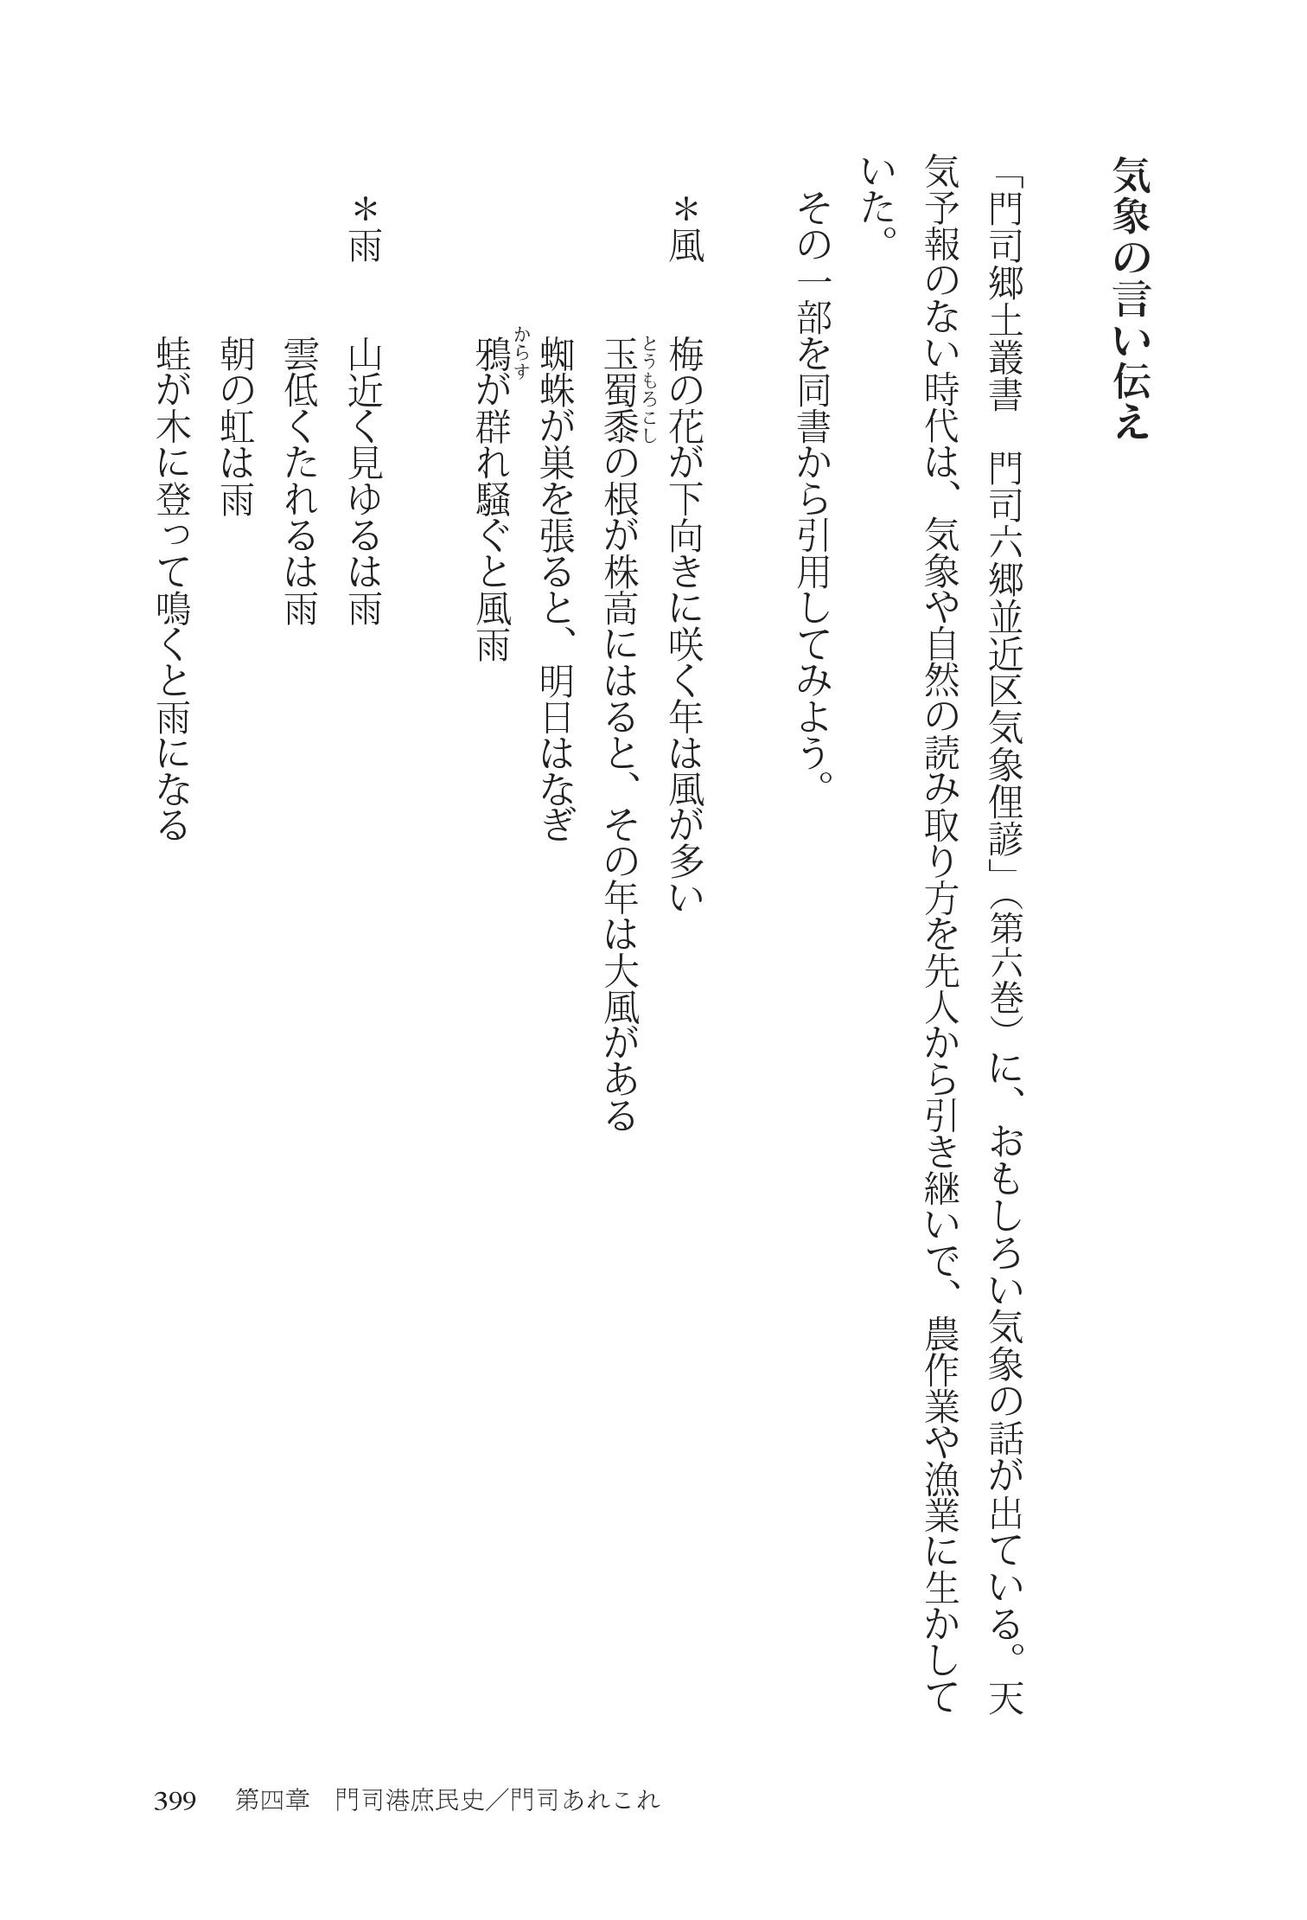 気象の言い伝え
「門司郷土叢書　門司六郷並近区気象俚諺」（第六巻）に、おもしろい気象の話が出ている。天
気予報のない時代は、気象や自然の読み取り方を先人から引き継いで、農作業や漁業に生かして
いた。
その一部を同書から引用してみよう。
＊風　梅の花が下向きに咲く年は風が多い
とうもろこし
玉蜀黍の根が株高にはると、その年は大風がある
蜘蛛が巣を張ると、明日はなぎ
からす
鴉が群れ騒ぐと風雨
＊雨　山近く見ゆるは雨
雲低くたれるは雨
朝の虹は雨
蛙が木に登って鳴くと雨になる
399　第四章　門司港庶民史／門司あれこれ